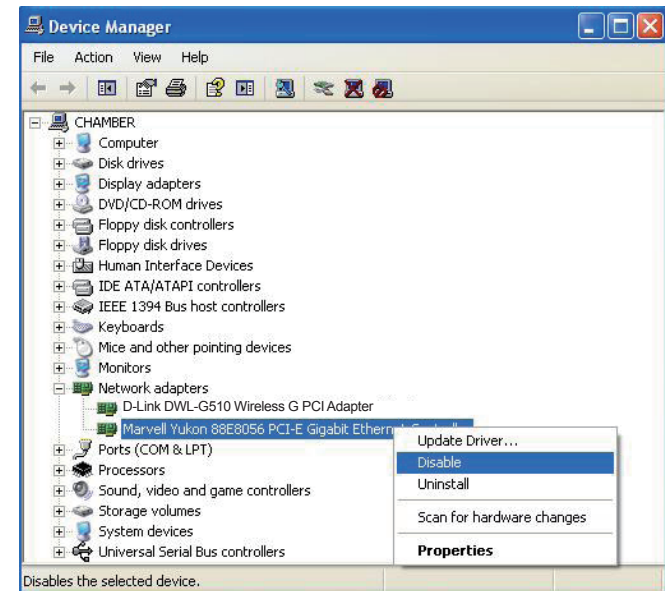 Device Manager
File Action View Help
CHAMBER
Computer
Disk drives
Display adapters
DVD/CD-ROM drives
Floppy disk controllers
Floppy disk drives
Human Interface Devices
IDE ATA/ATAPI controllers
IEEE 1394 Bus host controllers
Keyboards
Mice and other pointing devices
Monitors
Network adapters
D-Link DWL-G510 Wireless G PCI Adapter
Marvell Yukon 88E8056 PCI-E Gigabit
Ports (COM & LPT)
Processors
Sound, video and game controllers
Storage volumes
System devices
Universal Serial Bus controllers
Update Driver...
Disable
Uninstall
Scan for hardware changes
Properties
Disables the selected device.